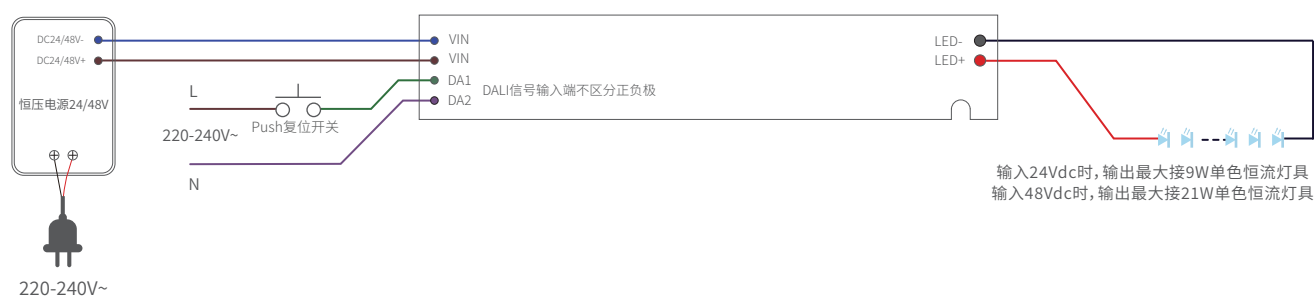 DC24/48V-
DC24/48V+
恒压电源24/48V
220-240V~
L
220-240V~
Push复位开关
N
VIN
VIN
DA1
DA2
DALI信号输入端不区分正负极
LED-
LED+
输入24Vdc时,输出最大接9W单色恒流灯具
输入48Vdc时,输出最大接21W单色恒流灯具